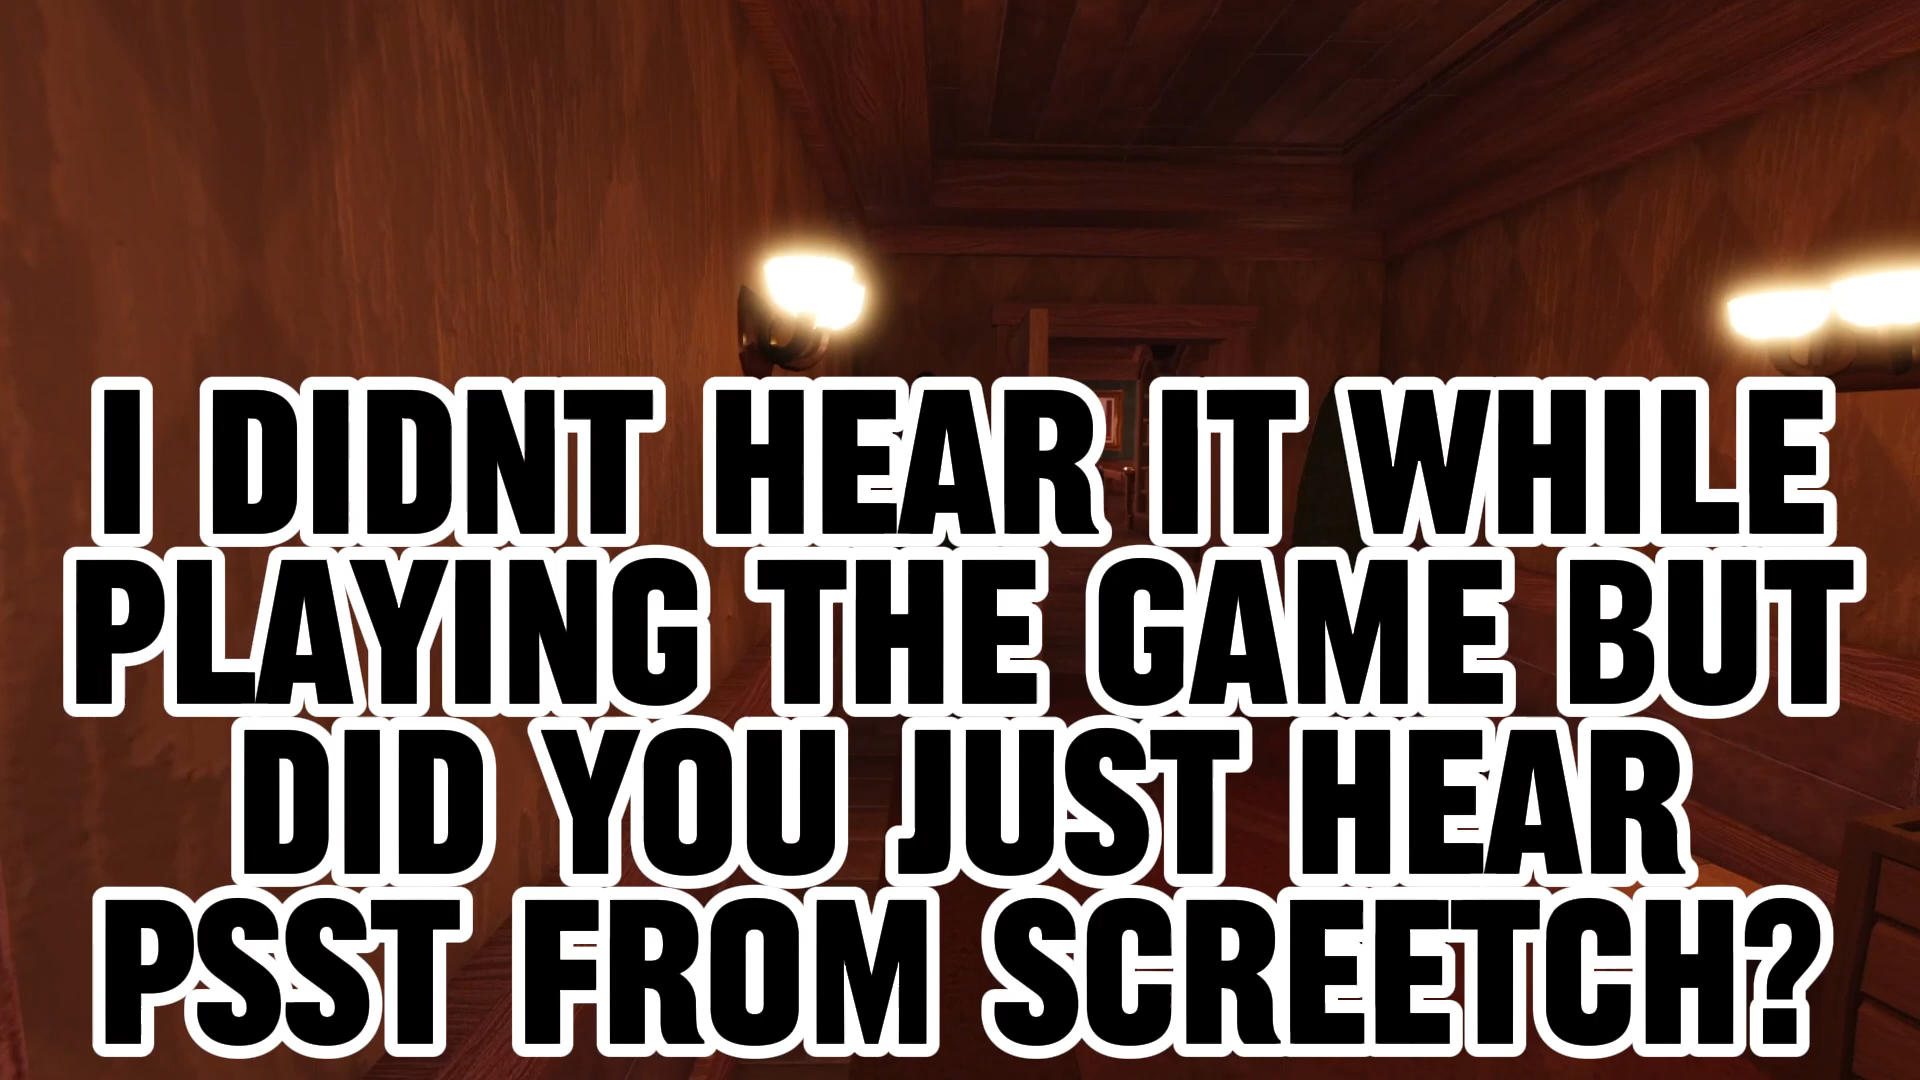 I DIDNT HEAR IT WHILE
PLAYING THE GAME BUT
DID YOU JUST HEAR
PSST FROM SCREETCH?